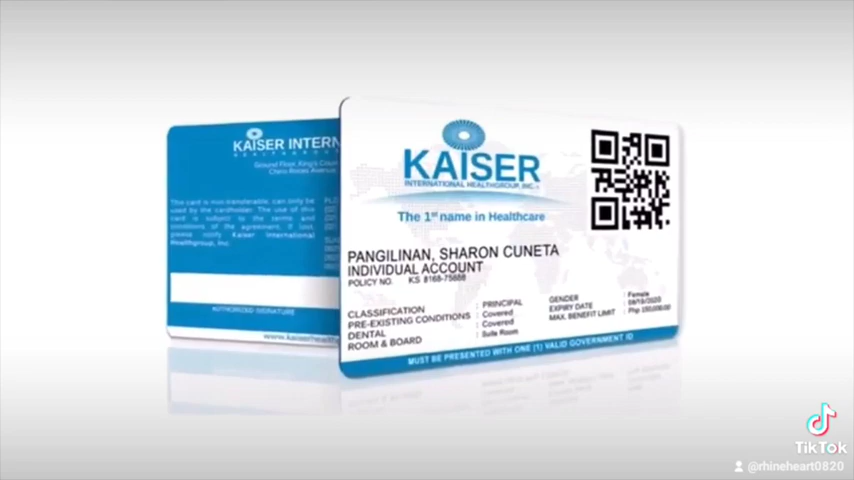 KAISER INTERN
Ground Floor, King's Court
Chino Roces Avenue,
This card is non-transferable, can only be
used by the cardholder. The use of this
card is subject to the terms and
conditions of the agreement. If lost,
please notify Kaiser International
Healthgroup, Inc.
AUTHORIZED SIGNATURE
KAISER
INTERNATIONAL HEALTHGROUP, INC.
The 1st name in Healthcare
PANGILINAN, SHARON CUNETA
INDIVIDUAL ACCOUNT
POLICY NO. KS 8168-75888
CLASSIFICATION : PRINCIPAL
PRE-EXISTING CONDITIONS : Covered
DENTAL : Covered
ROOM & BOARD : Suite Room
GENDER : Female
EXPIRY DATE : 08/18/2020
MAX. BENEFIT LIMIT : Php 150,000.00
MUST BE PRESENTED WITH ONE (1) VALID GOVERNMENT ID
TikTok
@rhineheart0820